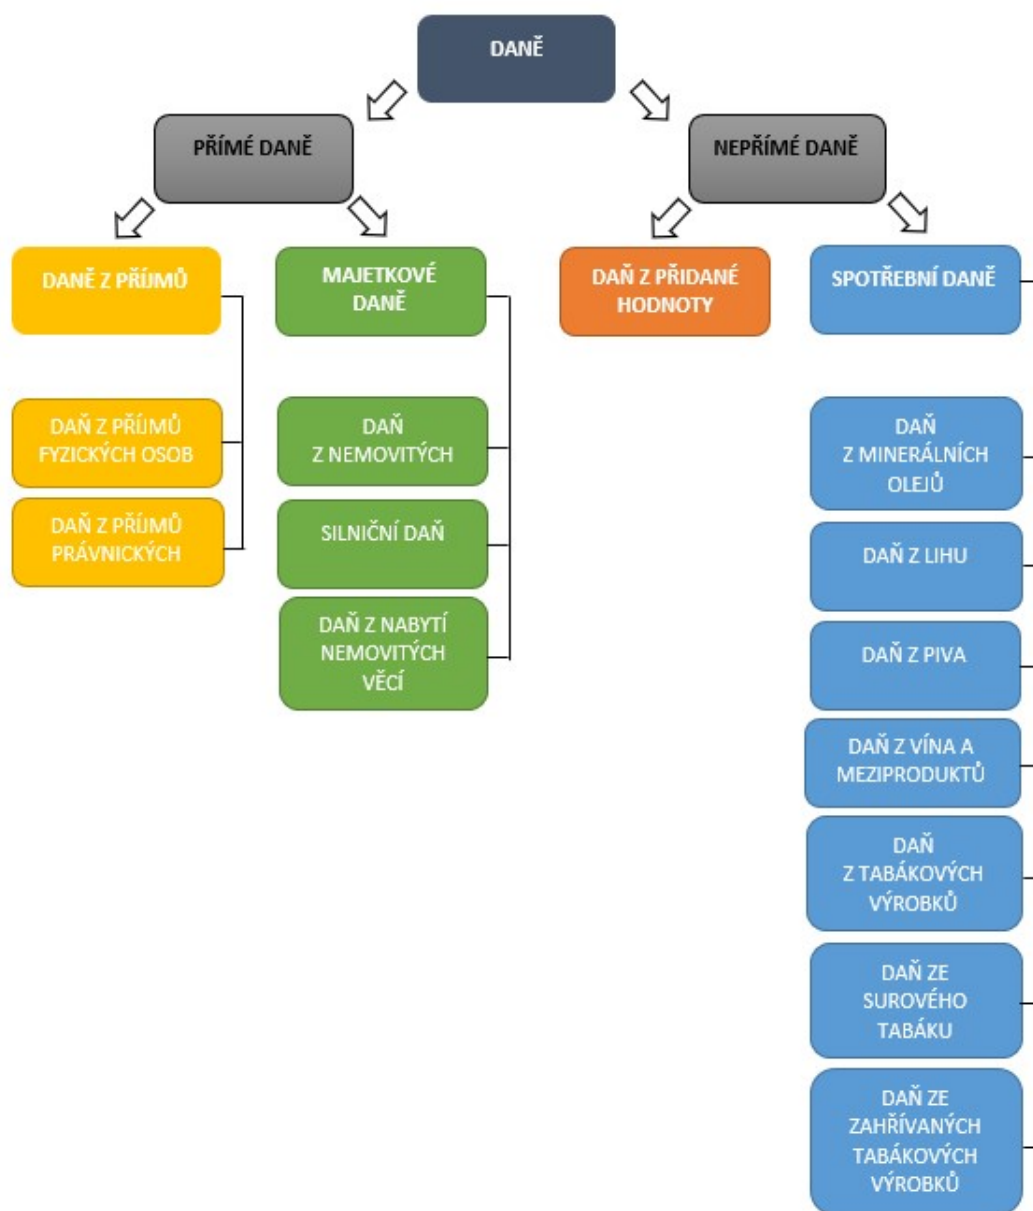 DANĚ
PŘÍMÉ DANĚ
NEPŘÍMÉ DANĚ
DANĚ Z PŘÍJMŮ
MAJETKOVÉ
DANĚ
DAŇ Z PŘIDANÉ
HODNOTY
SPOTŘEBNÍ DANĚ
DAŇ Z PŘÍJMŮ
FYZICKÝCH OSOB
DAŇ Z PŘÍJMŮ
PRÁVNICKÝCH
DAŇ
Z NEMOVITÝCH
SILNIČNÍ DAŇ
DAŇ Z NABYTÍ
NEMOVITÝCH
VĚCÍ
DAŇ
Z MINERÁLNÍCH
OLEJŮ
DAŇ Z LIHU
DAŇ Z PIVA
DAŇ Z VÍNA A
MEZIPRODUKTŮ
DAŇ
Z TABÁKOVÝCH
VÝROBKŮ
DAŇ ZE
SUROVÉHO
TABÁKU
DAŇ ZE
ZAHŘÍVANÝCH
TABÁKOVÝCH
VÝROBKŮ